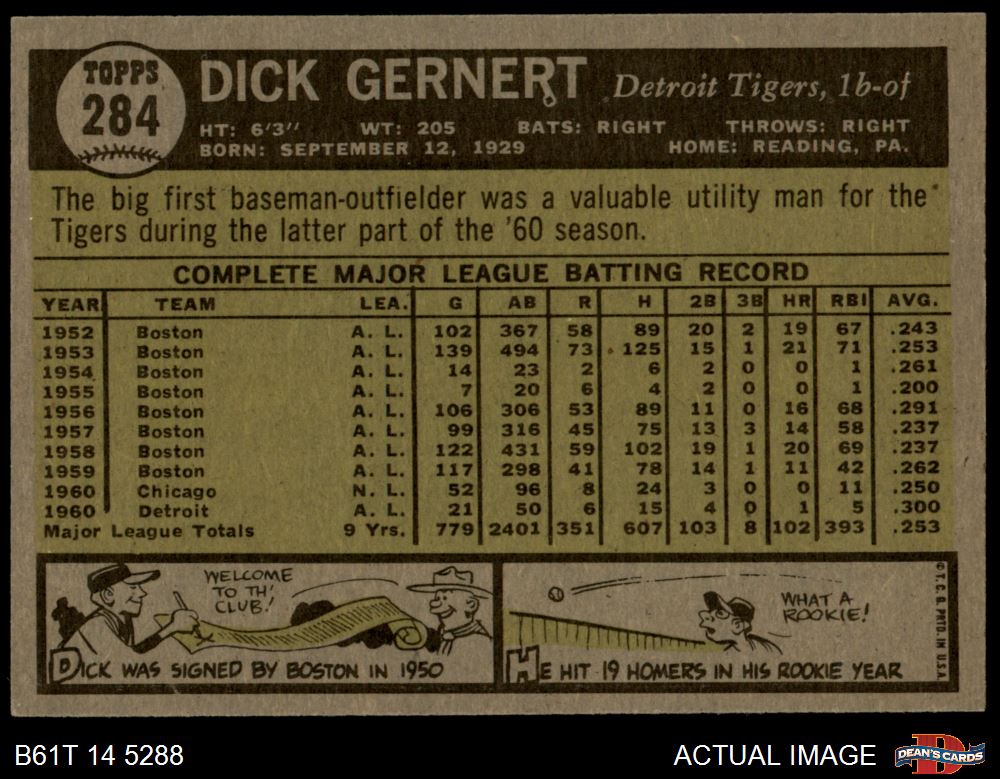 TOPPS
284
DICK GERNERT
Detroit Tigers, 1b-of
HT: 6'3" WT: 205 BATS: RIGHT THROWS: RIGHT
BORN: SEPTEMBER 12, 1929 HOME: READING, PA.
The big first baseman-outfielder was a valuable utility man for the
Tigers during the latter part of the '60 season.
COMPLETE MAJOR LEAGUE BATTING RECORD
YEAR TEAM LEA. G AB R H 2B 3B HR RBI AVG.
1952 Boston A. L. 102 367 58 89 20 2 19 67 .243
1953 Boston A. L. 139 494 73 125 15 1 21 71 .253
1954 Boston A. L. 14 23 2 6 2 0 0 1 .261
1955 Boston A. L. 7 20 6 4 2 0 0 1 .200
1956 Boston A. L. 106 306 53 89 11 0 16 68 .291
1957 Boston A. L. 99 316 45 75 13 3 14 58 .237
1958 Boston A. L. 122 431 59 102 19 1 20 69 .237
1959 Boston A. L. 117 298 41 78 14 1 11 42 .262
1960 Chicago N. L. 52 96 8 24 3 0 0 11 .250
1960 Detroit A. L. 21 50 6 15 4 0 1 5 .300
Major League Totals 9 Yrs. 779 2401 351 607 103 8 102 393 .253
WELCOME
TO TH'
CLUB!
DICK WAS SIGNED BY BOSTON IN 1950
WHAT A
ROOKIE!
HE HIT 19 HOMERS IN HIS ROOKIE YEAR
© T. C. G. PRTD. IN U.S.A.
B61T 14 5288
ACTUAL IMAGE
DEAN'S CARDS